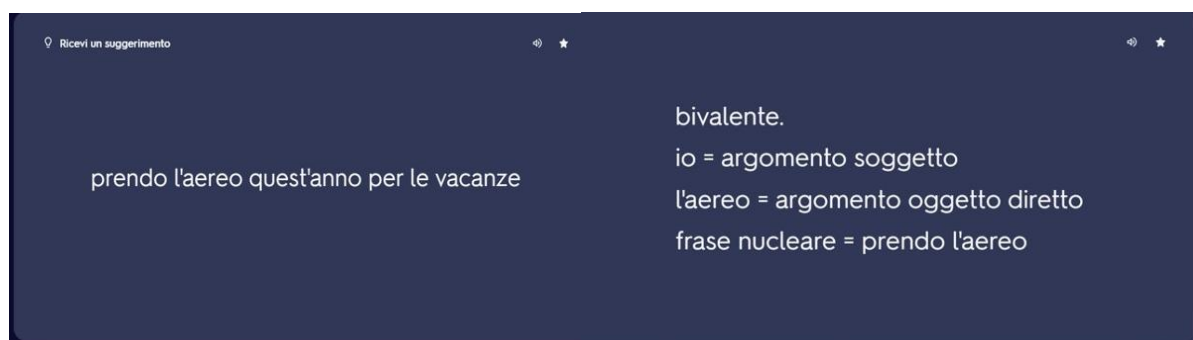 Ricevi un suggerimento
prendo l'aereo quest'anno per le vacanze
bivalente.
io = argomento soggetto
l'aereo = argomento oggetto diretto
frase nucleare = prendo l'aereo